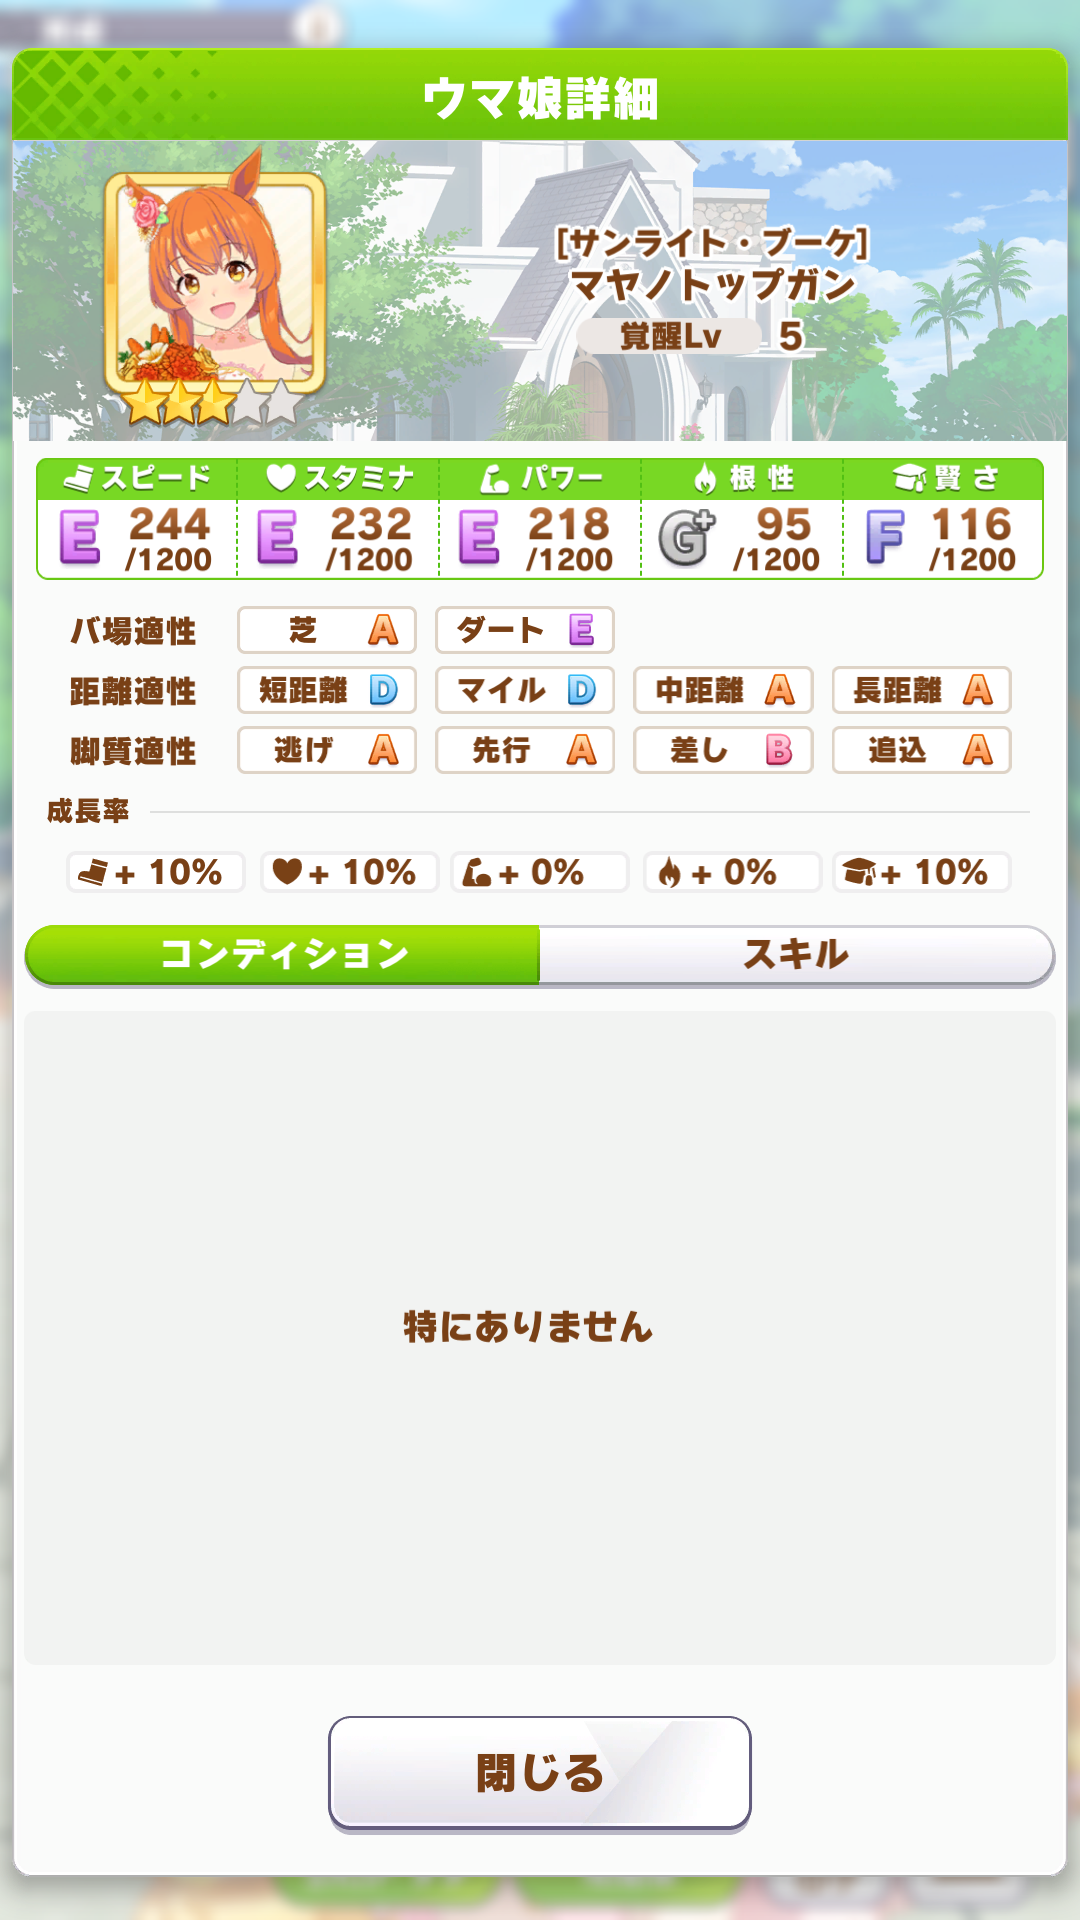 ウマ娘詳細
[サンライト・ブーケ]
マヤノトップガン
覚醒Lv 5
スピード スタミナ パワー 根性 賢さ
E 244 E 232 E 218 G+ 95 F 116
/1200 /1200 /1200 /1200 /1200
バ場適性 芝 A ダート E
距離適性 短距離 D マイル D 中距離 A 長距離 A
脚質適性 逃げ A 先行 A 差し B 追込 A
成長率
+ 10% + 10% + 0% + 0% + 10%
コンディション スキル
特にありません
閉じる